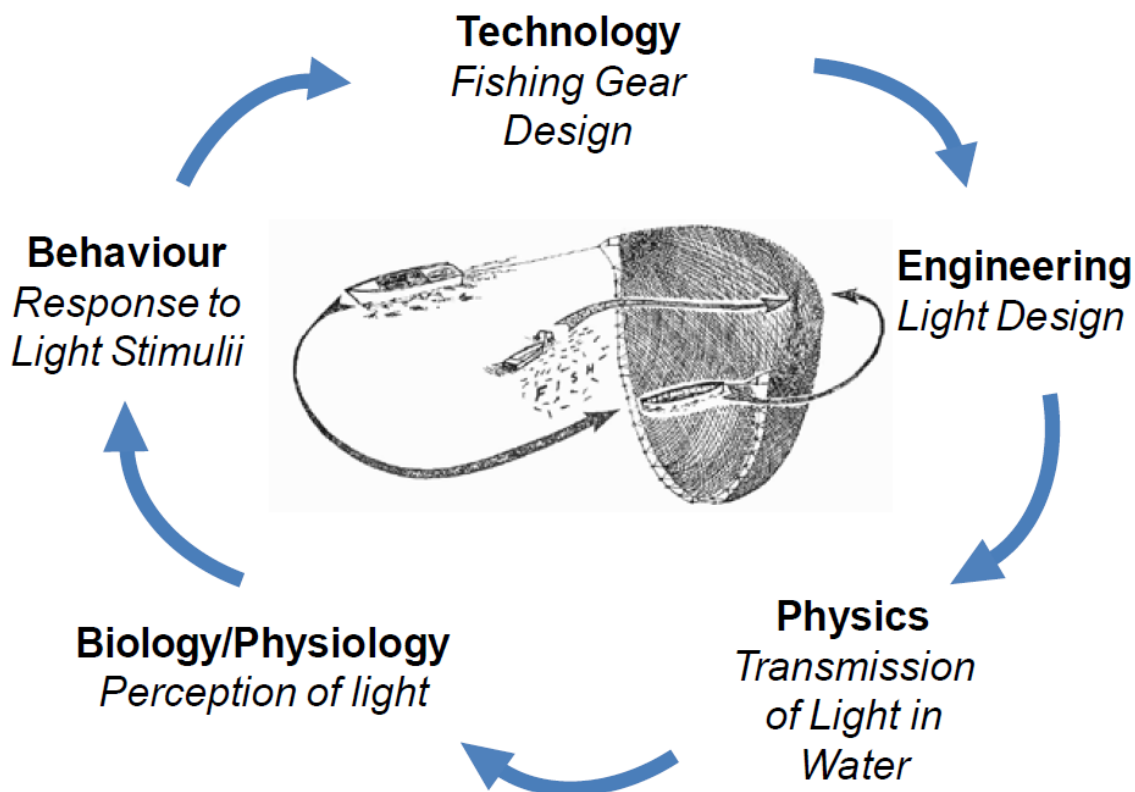 Technology
Fishing Gear
Design
Engineering
Light Design
Physics
Transmission
of Light in
Water
Biology/Physiology
Perception of light
Behaviour
Response to
Light Stimulii
FISH